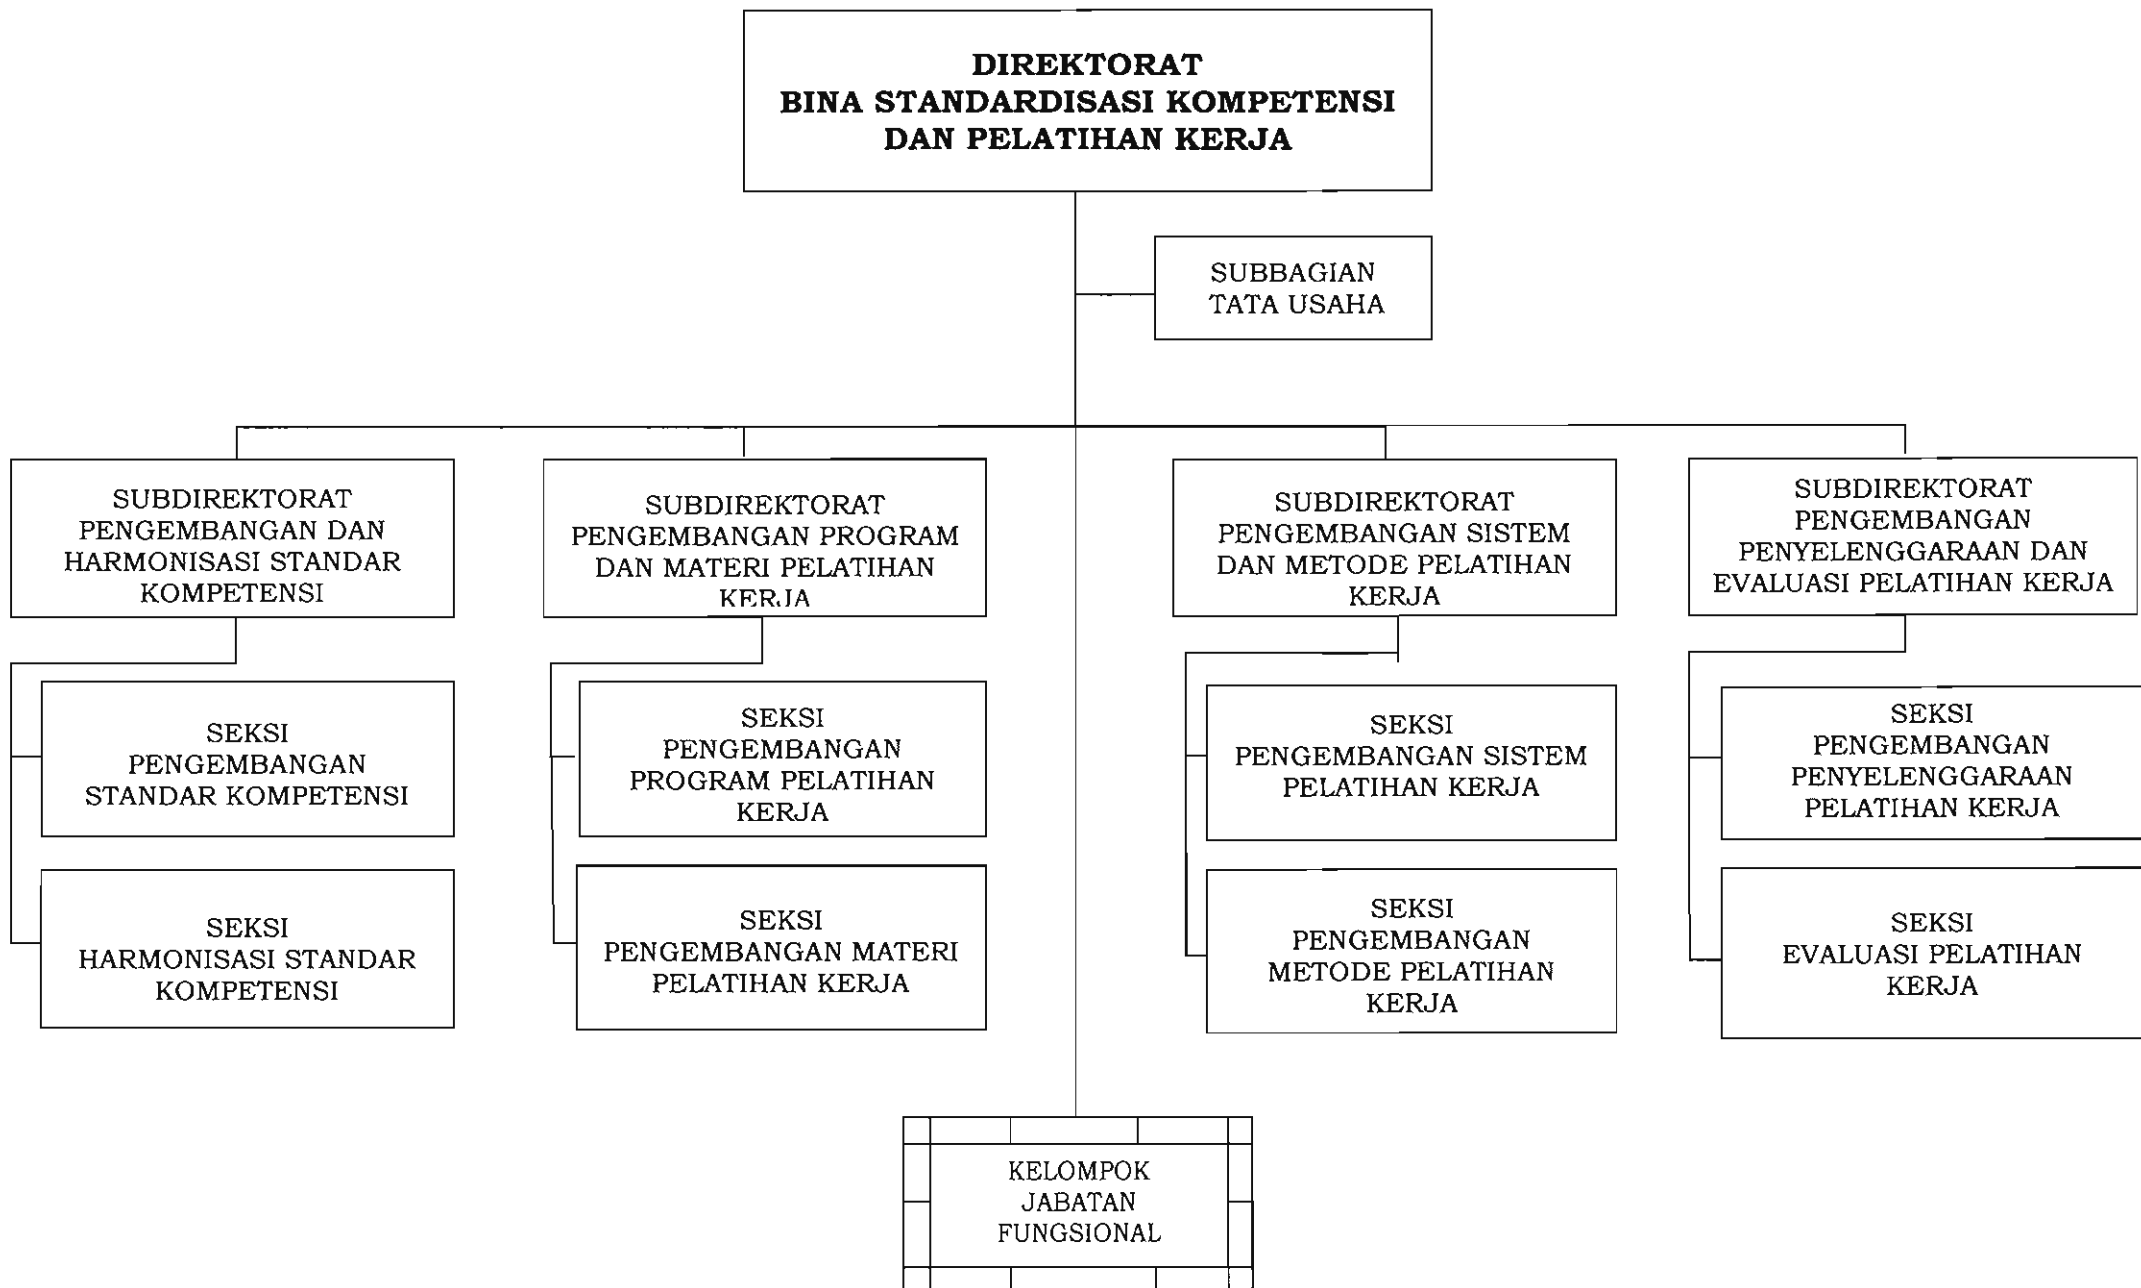 DIREKTORAT
BINA STANDARDISASI KOMPETENSI
DAN PELATIHAN KERJA
SUBBAGIAN
TATA USAHA
SUBDIREKTORAT
PENGEMBANGAN DAN
HARMONISASI STANDAR
KOMPETENSI
SUBDIREKTORAT
PENGEMBANGAN PROGRAM
DAN MATERI PELATIHAN
KERJA
SUBDIREKTORAT
PENGEMBANGAN SISTEM
DAN METODE PELATIHAN
KERJA
SUBDIREKTORAT
PENGEMBANGAN
PENYELENGGARAAN DAN
EVALUASI PELATIHAN KERJA
SEKSI
PENGEMBANGAN
STANDAR KOMPETENSI
SEKSI
PENGEMBANGAN
PROGRAM PELATIHAN
KERJA
SEKSI
PENGEMBANGAN SISTEM
PELATIHAN KERJA
SEKSI
PENGEMBANGAN
PENYELENGGARAAN
PELATIHAN KERJA
SEKSI
HARMONISASI STANDAR
KOMPETENSI
SEKSI
PENGEMBANGAN MATERI
PELATIHAN KERJA
SEKSI
PENGEMBANGAN
METODE PELATIHAN
KERJA
SEKSI
EVALUASI PELATIHAN
KERJA
KELOMPOK
JABATAN
FUNGSIONAL